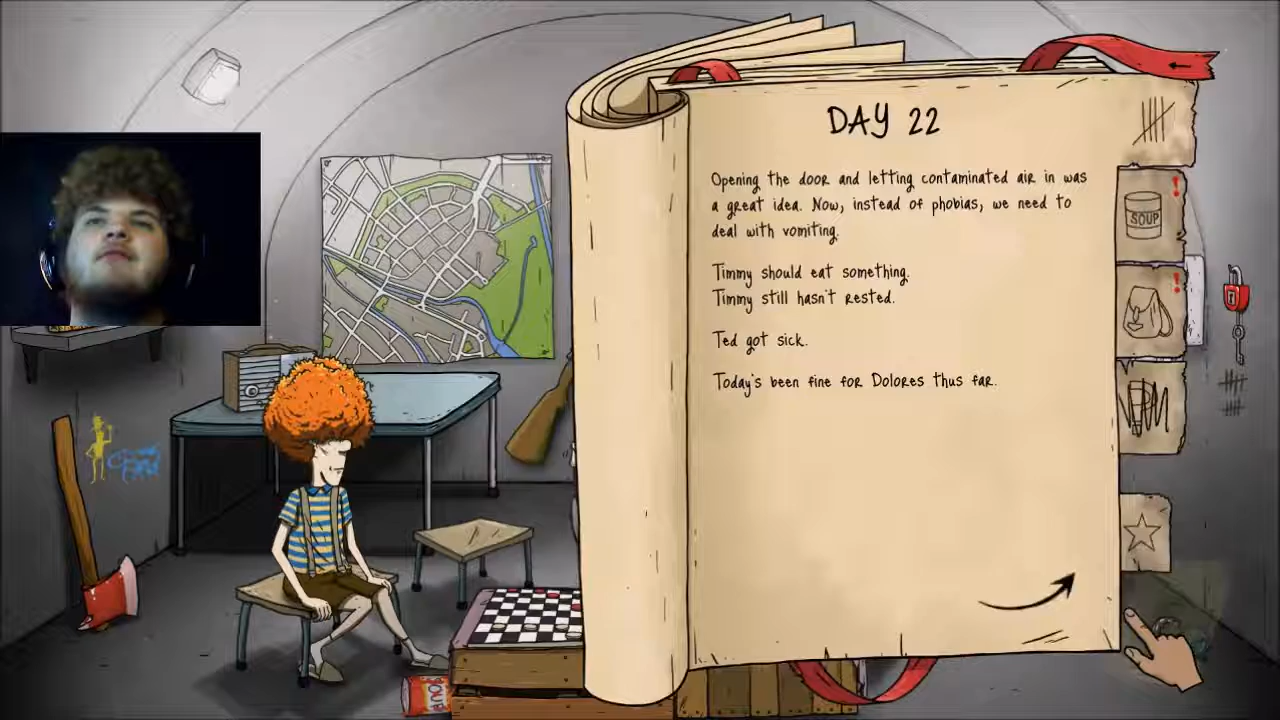 DAY 22
Opening the door and letting contaminated air in was
a great idea. Now, instead of phobias, we need to
deal with vomiting.
Timmy should eat something.
Timmy still hasn't rested.
Ted got sick.
Today's been fine for Dolores thus far.
SOUP
!
!
SOUP